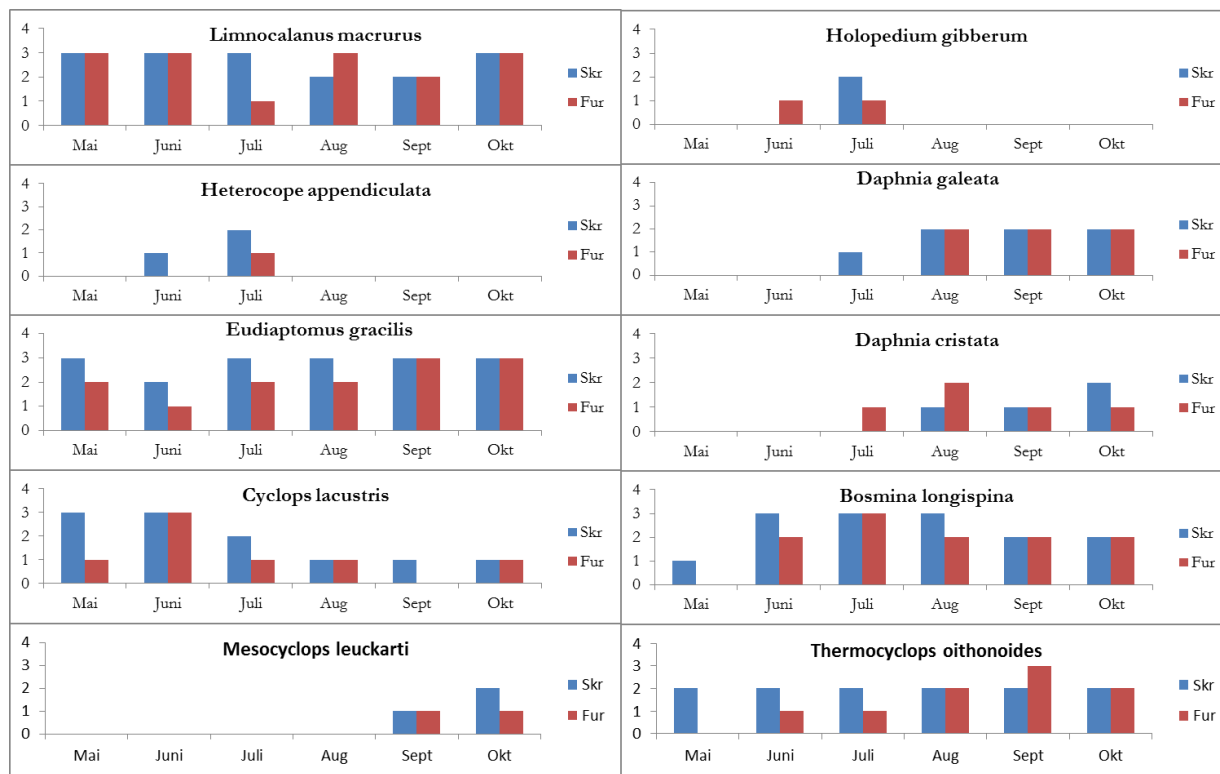 Limnocalanus macrurus
4
3
2
1
0
Mai Juni Juli Aug Sept Okt
Skr
Fur
Holopedium gibberum
4
3
2
1
0
Mai Juni Juli Aug Sept Okt
Skr
Fur
Heterocope appendiculata
4
3
2
1
0
Mai Juni Juli Aug Sept Okt
Skr
Fur
Daphnia galeata
4
3
2
1
0
Mai Juni Juli Aug Sept Okt
Skr
Fur
Eudiaptomus gracilis
4
3
2
1
0
Mai Juni Juli Aug Sept Okt
Skr
Fur
Daphnia cristata
4
3
2
1
0
Mai Juni Juli Aug Sept Okt
Skr
Fur
Cyclops lacustris
4
3
2
1
0
Mai Juni Juli Aug Sept Okt
Skr
Fur
Bosmina longispina
4
3
2
1
0
Mai Juni Juli Aug Sept Okt
Skr
Fur
Mesocyclops leuckarti
4
3
2
1
0
Mai Juni Juli Aug Sept Okt
Skr
Fur
Thermocyclops oithonoides
4
3
2
1
0
Mai Juni Juli Aug Sept Okt
Skr
Fur